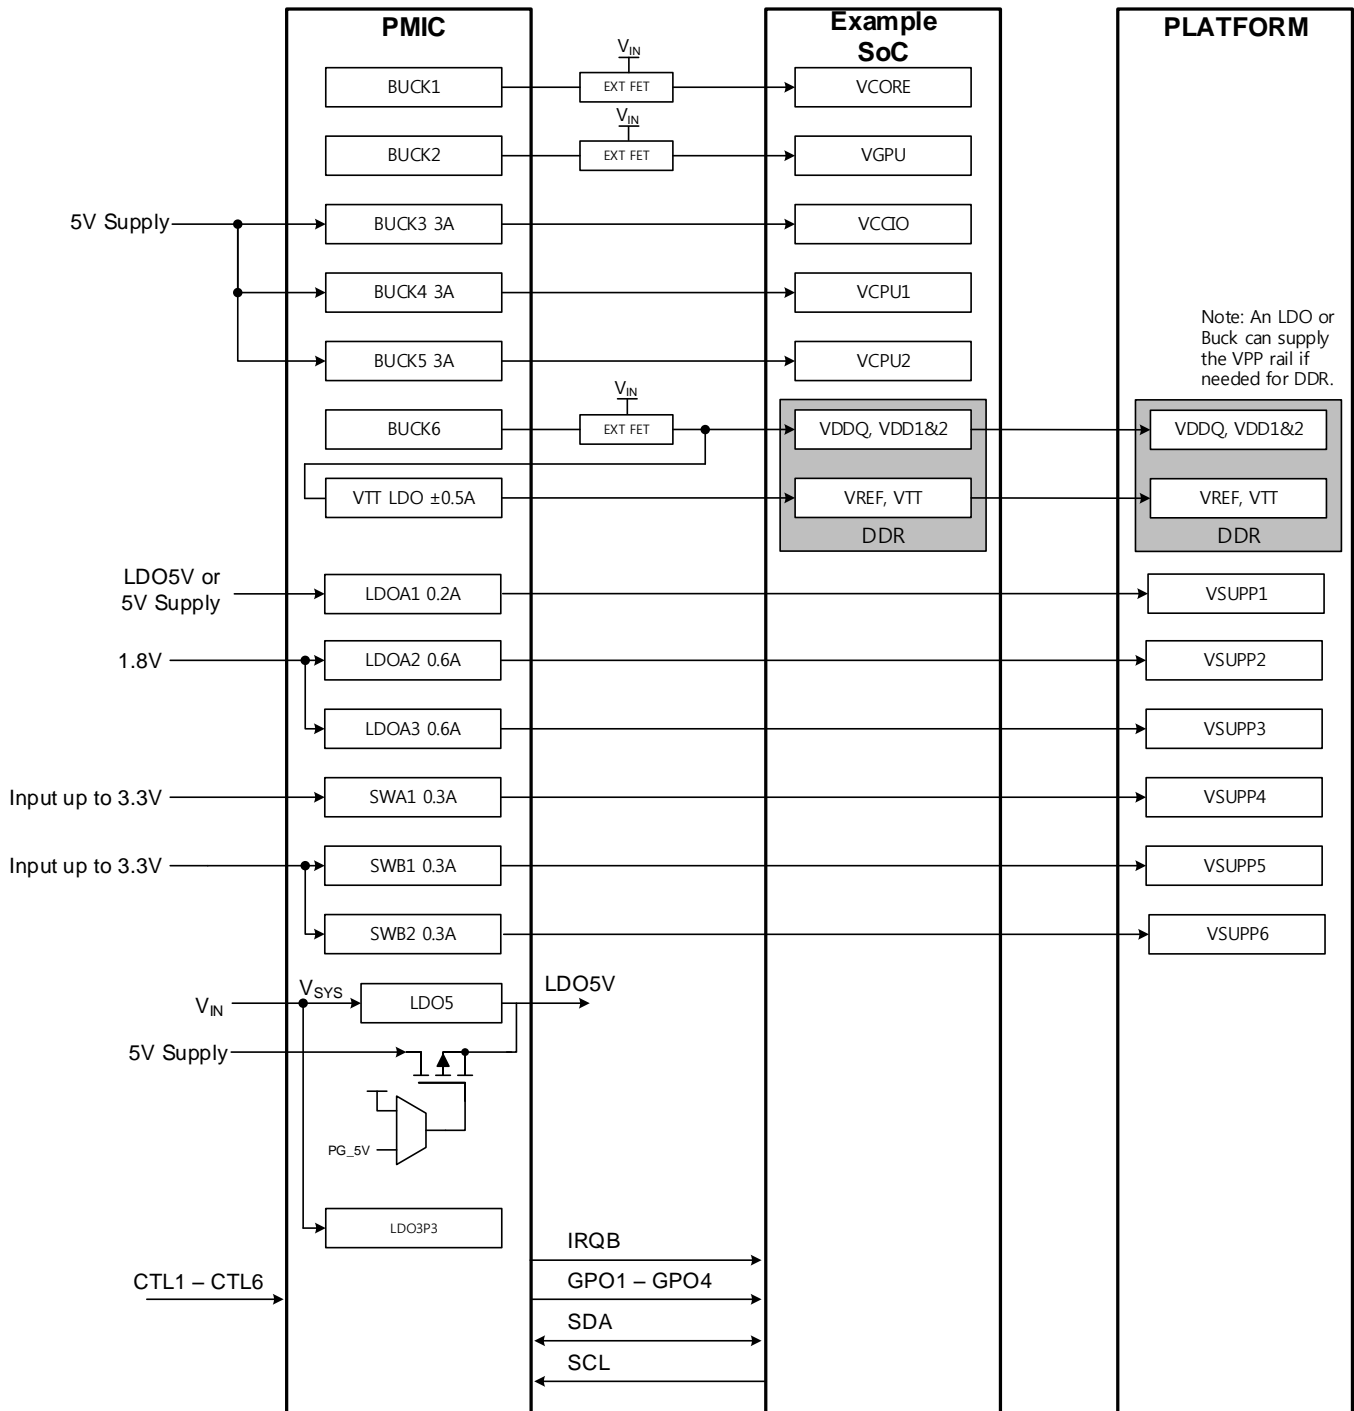 PMIC
Example
SoC
PLATFORM
VIN
BUCK1
EXT FET
VCORE
VIN
BUCK2
EXT FET
VGPU
5V Supply
BUCK3 3A
VCCIO
BUCK4 3A
VCPU1
Note: An LDO or
Buck can supply
the VPP rail if
needed for DDR.
BUCK5 3A
VCPU2
VIN
BUCK6
EXT FET
VDDQ, VDD1&2
VDDQ, VDD1&2
VTT LDO ±0.5A
VREF, VTT
VREF, VTT
DDR
DDR
LDO5V or
5V Supply
LDOA1 0.2A
VSUPP1
1.8V
LDOA2 0.6A
VSUPP2
LDOA3 0.6A
VSUPP3
Input up to 3.3V
SWA1 0.3A
VSUPP4
Input up to 3.3V
SWB1 0.3A
VSUPP5
SWB2 0.3A
VSUPP6
VIN
VSYS
LDO5
LDO5V
5V Supply
PG_5V
LDO3P3
IRQB
CTL1 – CTL6
GPO1 – GPO4
SDA
SCL